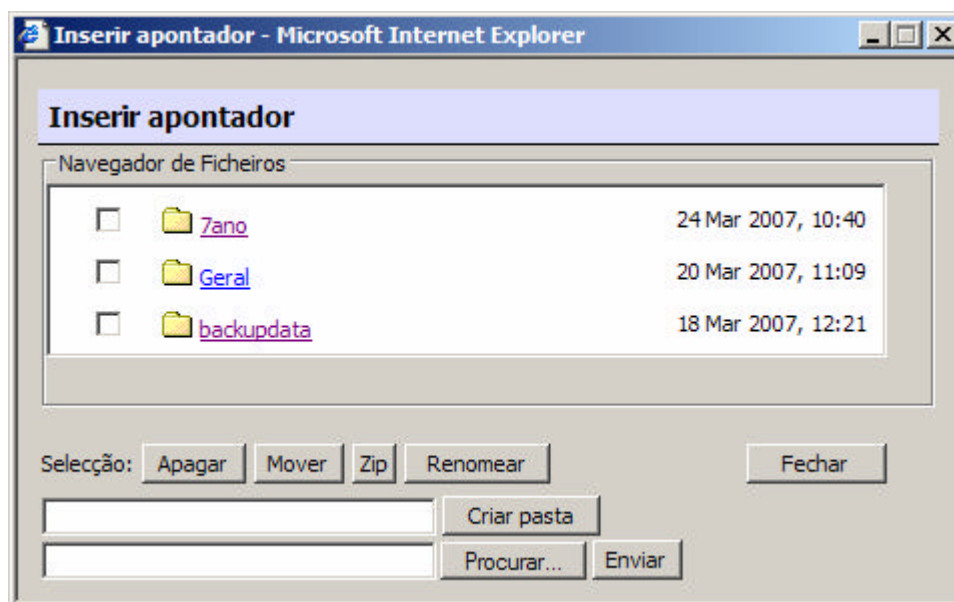 Inserir apontador - Microsoft Internet Explorer
Inserir apontador
Navegador de Ficheiros
7ano 24 Mar 2007, 10:40
Geral 20 Mar 2007, 11:09
backupdata 18 Mar 2007, 12:21
Selecção: Apagar Mover Zip Renomear Fechar
Criar pasta
Procurar... Enviar